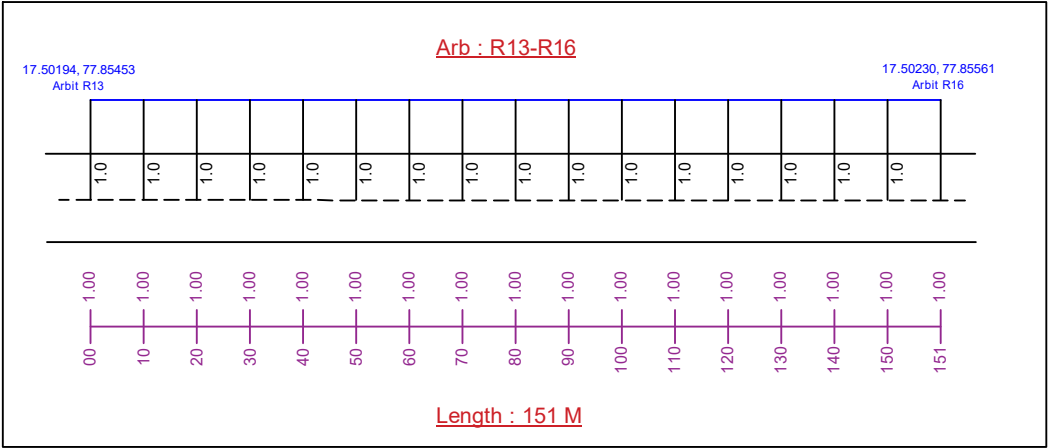 Arb : R13-R16
17.50194, 77.85453
Arbit R13
17.50230, 77.85561
Arbit R16
1.0 1.0 1.0 1.0 1.0 1.0 1.0 1.0 1.0 1.0 1.0 1.0 1.0 1.0 1.0 1.0
1.00 1.00 1.00 1.00 1.00 1.00 1.00 1.00 1.00 1.00 1.00 1.00 1.00 1.00 1.00 1.00 1.00
00 10 20 30 40 50 60 70 80 90 100 110 120 130 140 150 151
Length : 151 M